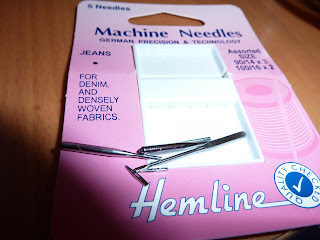 5 Needles
Machine Needles
GERMAN PRECISION & TECHNOLOGY
JEANS
Assorted
SIZE
90/14 x 3
100/16 x 2
FOR
DENIM,
AND
DENSELY
WOVEN
FABRICS.
Hemline
QUALITY CHECKED